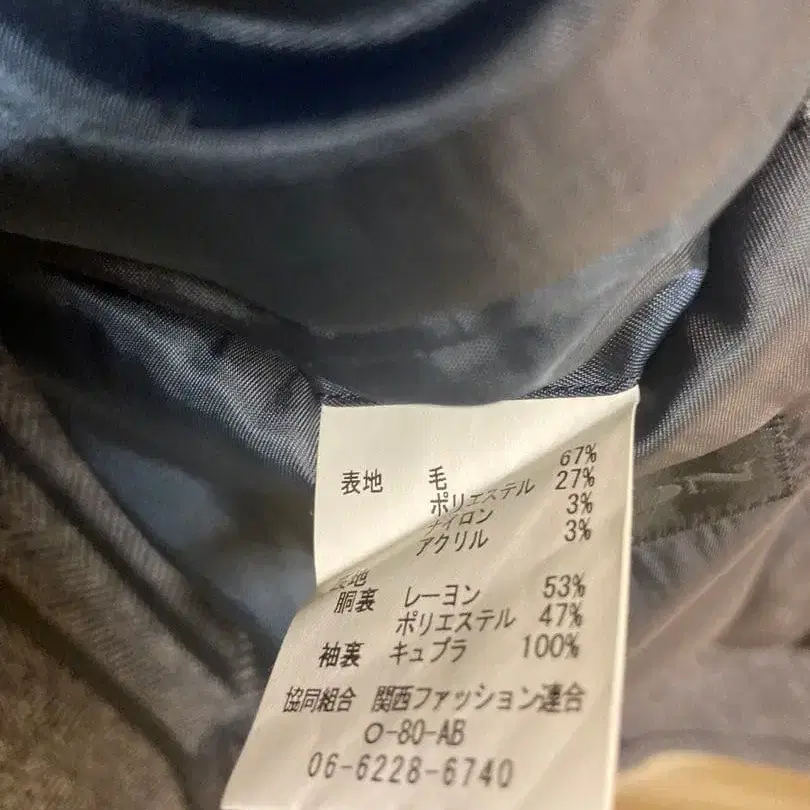 表地 毛 67%
ポリエステル 27%
ナイロン 3%
アクリル 3%
裏地
胴裏 レーヨン 53%
ポリエステル 47%
袖裏 キュプラ 100%
協同組合 関西ファッション連合
O-80-AB
06-6228-6740